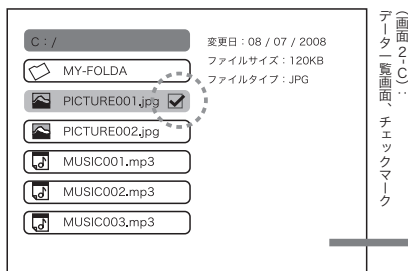 （画面2-C）：
データ一覧画面、チェックマーク
C：/
MY-FOLDA
PICTURE001.jpg
PICTURE002.jpg
MUSIC001.mp3
MUSIC002.mp3
MUSIC003.mp3
変更日：08 / 07 / 2008
ファイルサイズ：120KB
ファイルタイプ：JPG